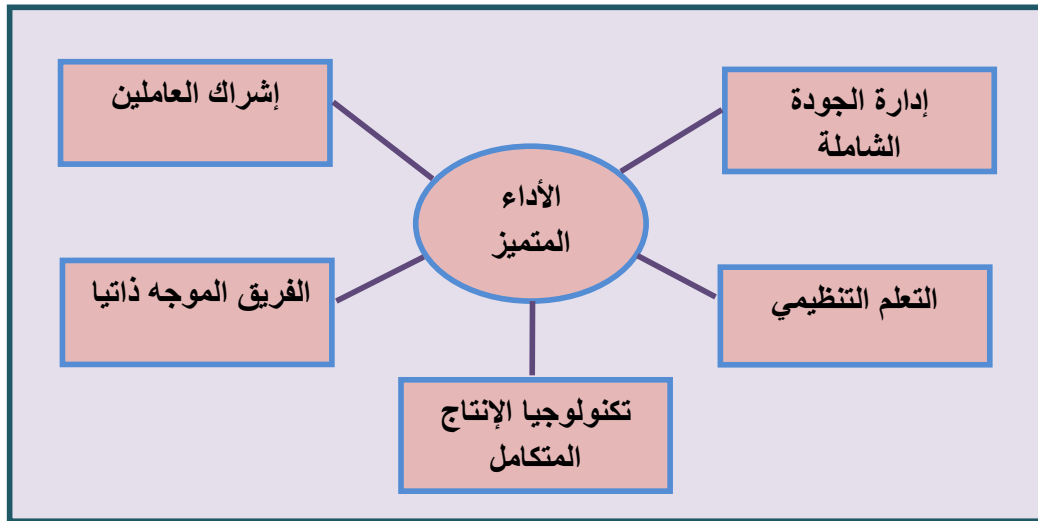 إدارة الجودة
الشاملة
إشراك العاملين
الأداء
المتميز
التعلم التنظيمي
الفريق الموجه ذاتيا
تكنولوجيا الإنتاج
المتكامل